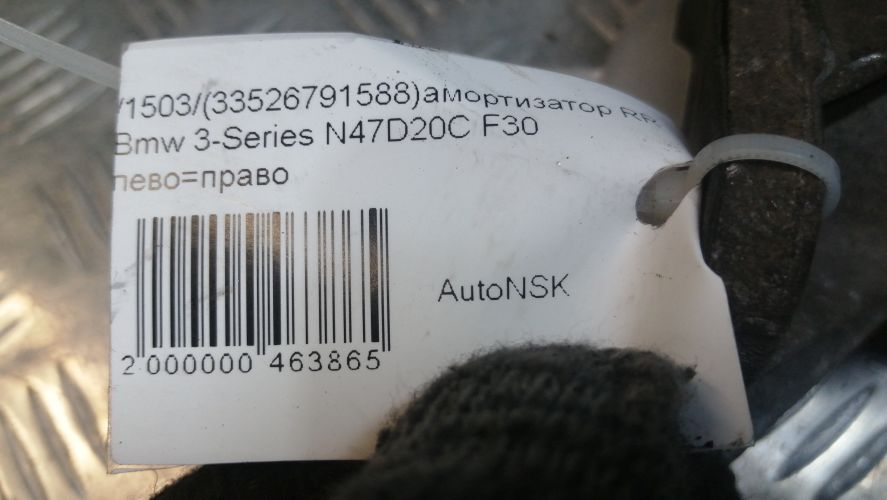 /1503/(33526791588)амортизатор RR
Bmw 3-Series N47D20C F30
лево=право
AutoNSK
2 000000 463865